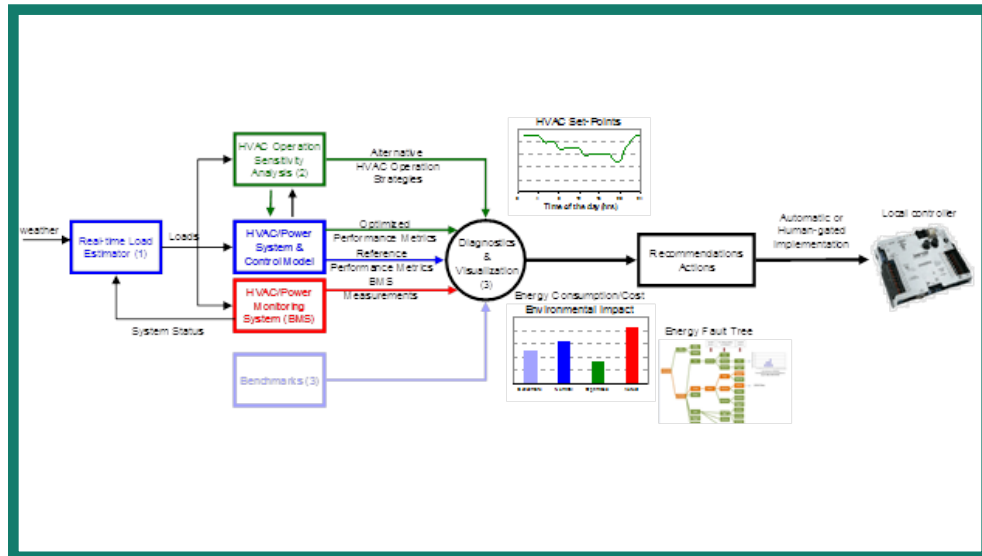 HVAC Set-Points
Time of the day (hrs)
HVAC Operation
Sensitivity
Analysis (2)
Alternative
HVAC Operation
Strategies
weather
Real-time Load
Estimator (1)
Loads
HVAC/Power
System &
Control Model
Optimized
Performance Metrics
Reference
Performance Metrics
BMS
Measurements
HVAC/Power
Monitoring
System (BMS)
System Status
Benchmarks (3)
Diagnostics
&
Visualization
(3)
Recommendations
Actions
Automatic or
Human-gated
Implementation
Local controller
Energy Consumption/Cost
Environmental Impact
Energy Fault Tree